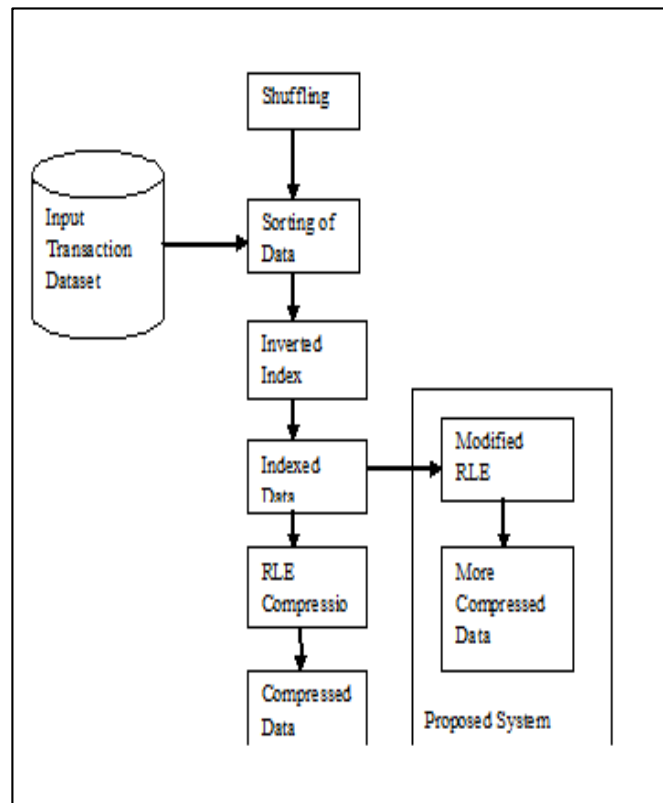 Shuffling
Input
Transaction
Dataset
Sorting of
Data
Inverted
Index
Indexed
Data
Modified
RLE
RLE
Compressio
More
Compressed
Data
Compressed
Data
Proposed System